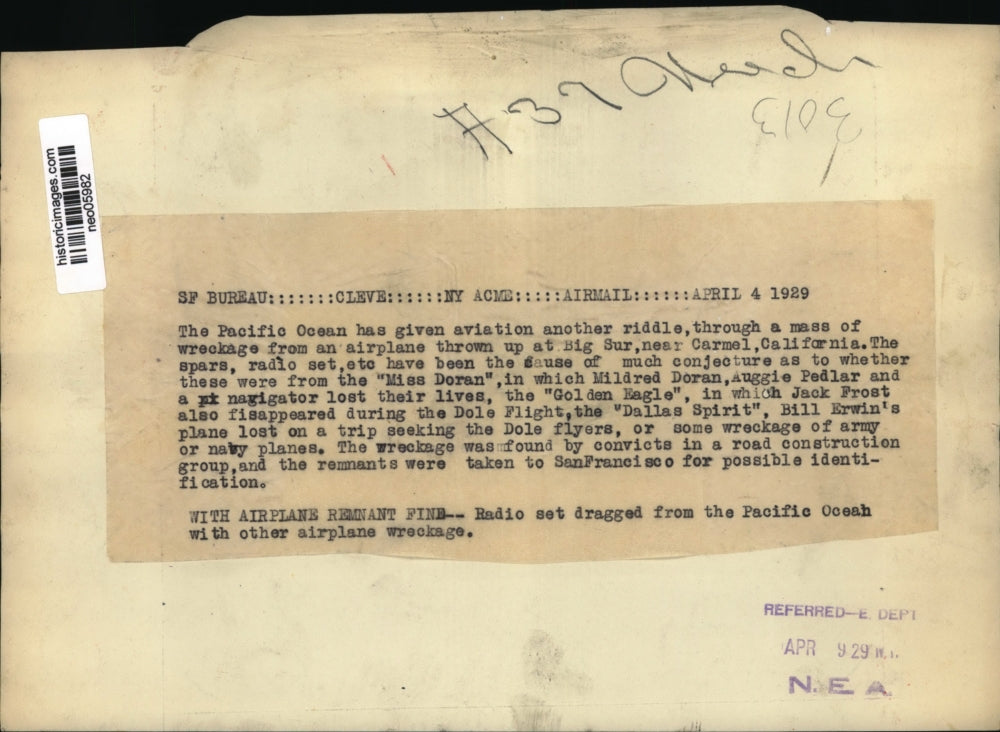 #37
3013
historicimages.com
neo05982
SF BUREAU:::::::CLEVE::::::NY ACME:::::AIRMAIL::::::APRIL 4 1929
The Pacific Ocean has given aviation another riddle,through a mass of
wreckage from an airplane thrown up at Big Sur,near Carmel,California.The
spars, radio set,etc have been the cause of much conjecture as to whether
these were from the "Miss Doran",in which Mildred Doran,Auggie Pedlar and
a navigator lost their lives, the "Golden Eagle", in which Jack Frost
also fisappeared during the Dole Flight,the "Dallas Spirit", Bill Erwin's
plane lost on a trip seeking the Dole flyers, or some wreckage of army
or navy planes. The wreckage was found by convicts in a road construction
group,and the remnants were taken to SanFrancisco for possible identi-
fication.
WITH AIRPLANE REMNANT FIND-- Radio set dragged from the Pacific Ocean
with other airplane wreckage.
REFERRED—E. DEPT
APR 9 29
N. E. A.